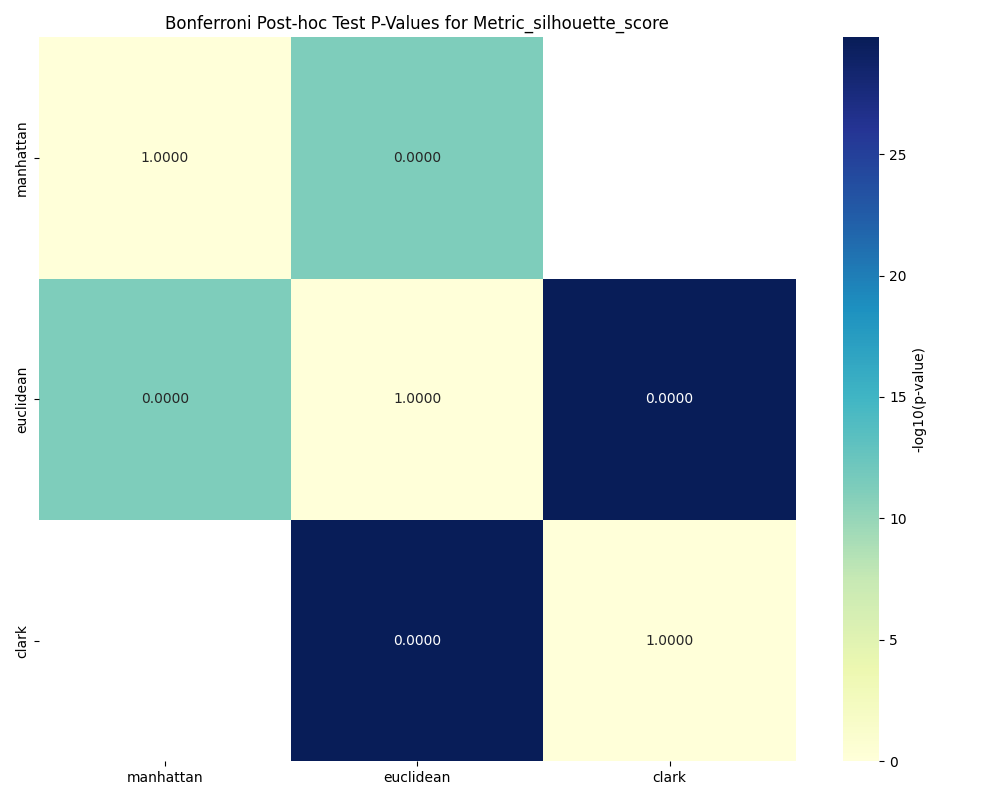 Bonferroni Post-hoc Test P-Values for Metric_silhouette_score
manhattan
1.0000
0.0000
euclidean
0.0000
1.0000
0.0000
clark
0.0000
1.0000
manhattan
euclidean
clark
25
20
15
10
5
0
-log10(p-value)